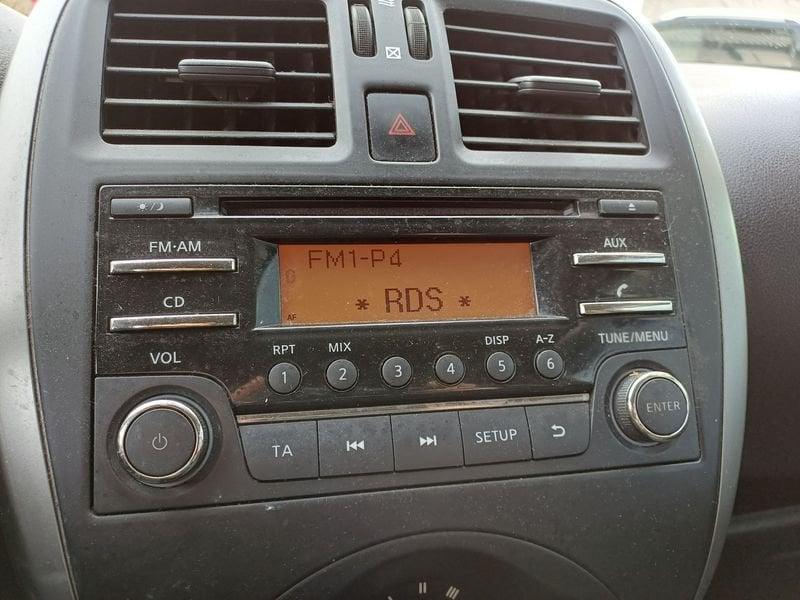 FM·AM
AUX
FM1-P4
CD
* RDS *
AF
VOL
RPT
MIX
DISP
A-Z
TUNE/MENU
1
2
3
4
5
6
ENTER
TA
SETUP